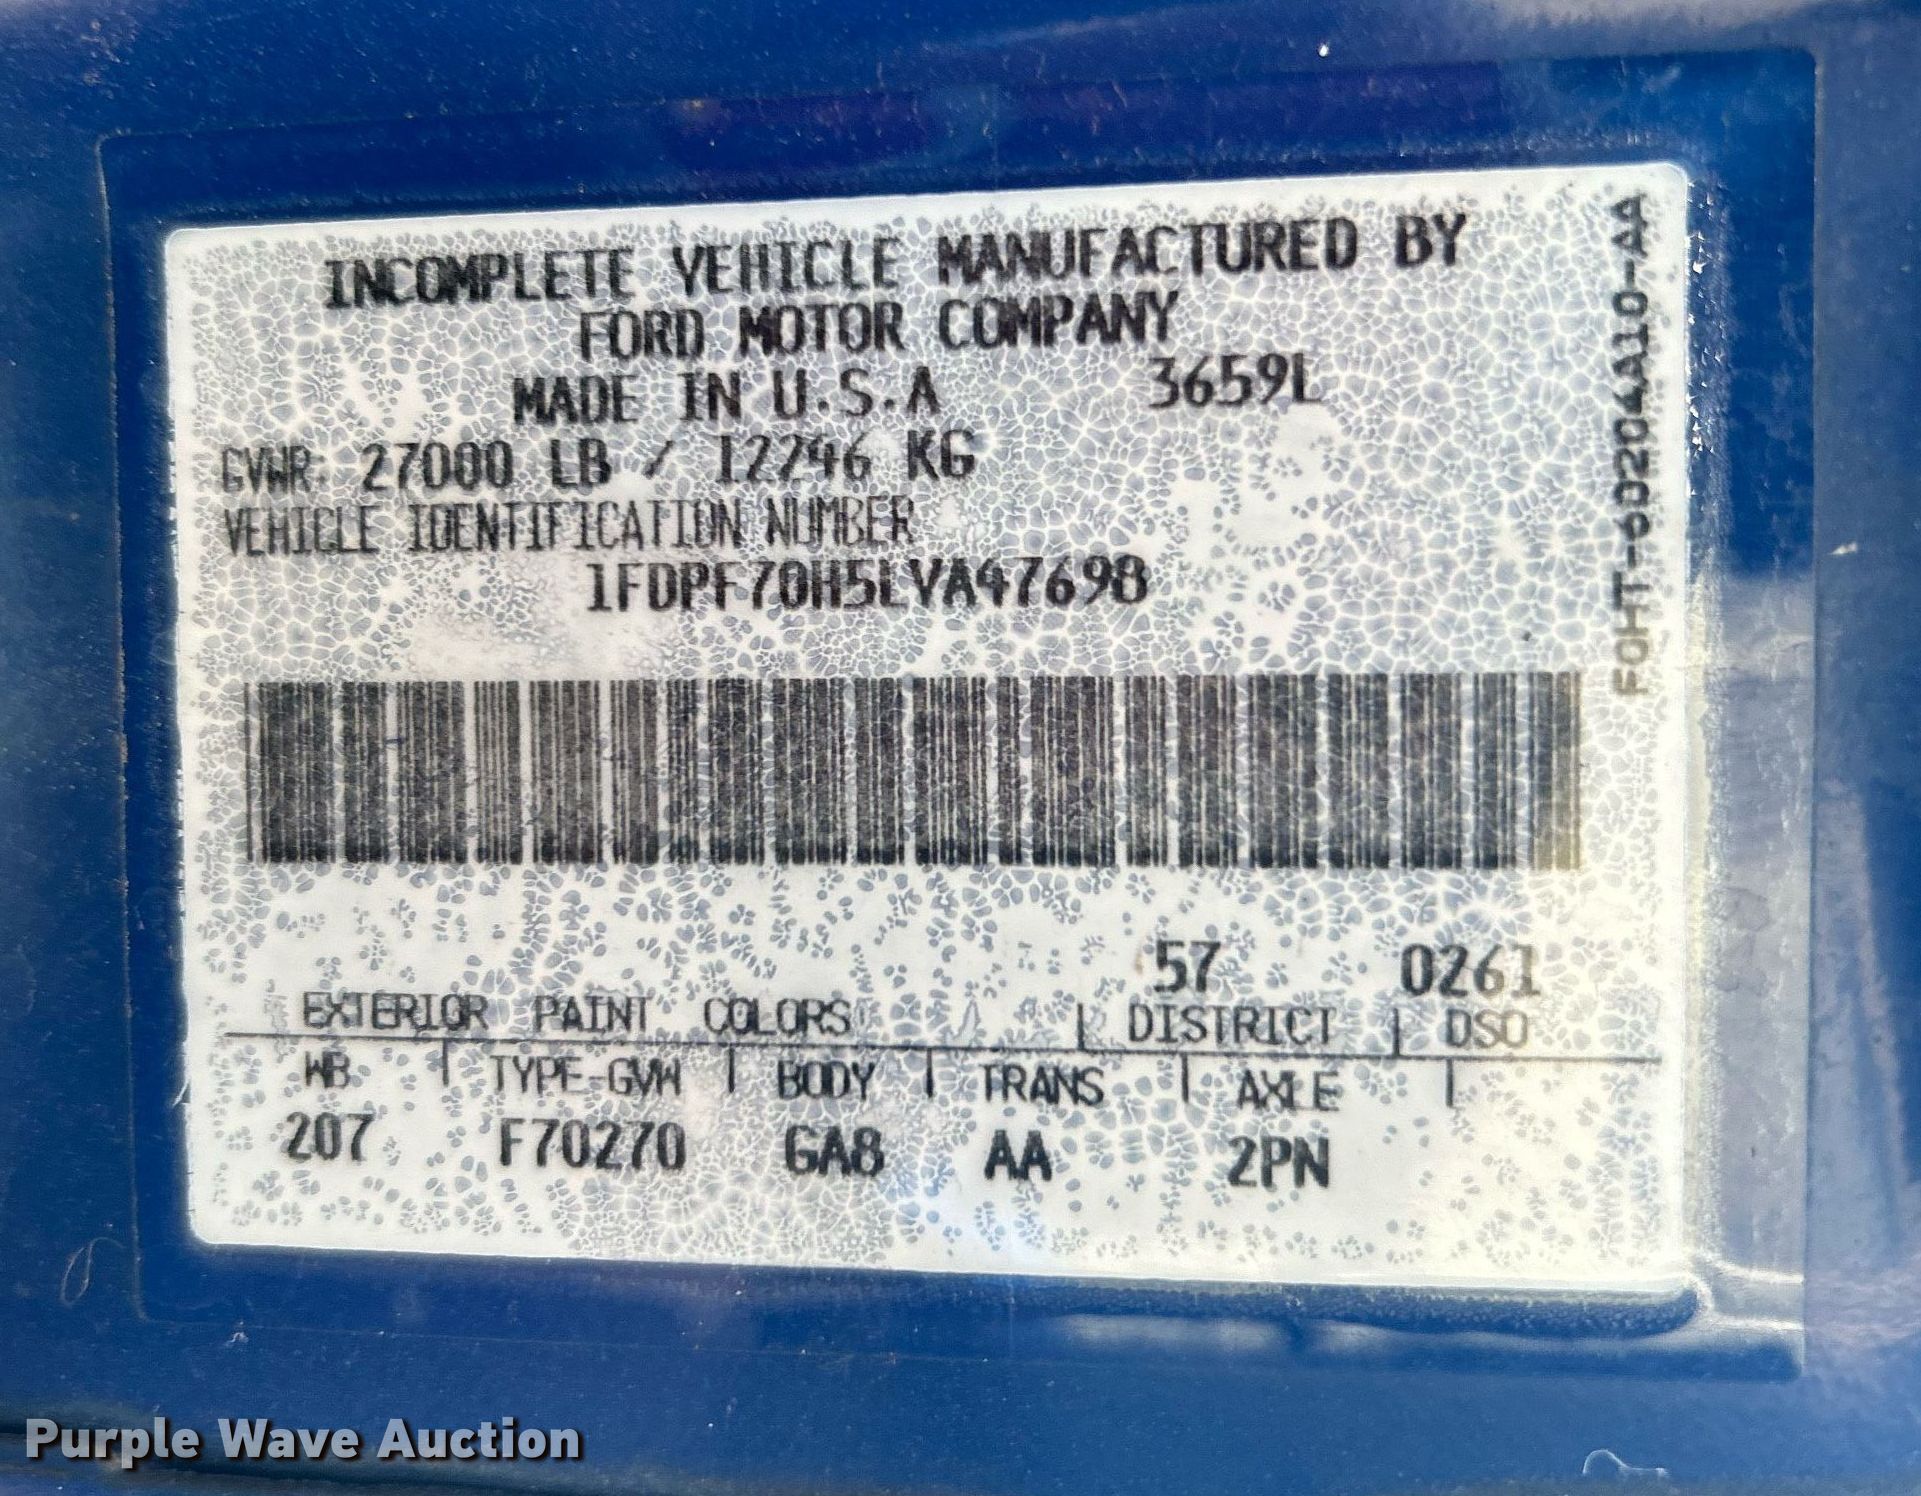 INCOMPLETE VEHICLE MANUFACTURED BY
FORD MOTOR COMPANY
MADE IN U.S.A 3659L
GVWR: 27000 LB / 12246 KG
VEHICLE IDENTIFICATION NUMBER
1FDPF70H5LVA47698
F0HT-60204A10-AA
57 0261
EXTERIOR PAINT COLORS DISTRICT DSO
WB TYPE-GVW BODY TRANS AXLE
207 F70270 GA8 AA 2PN
Purple Wave Auction